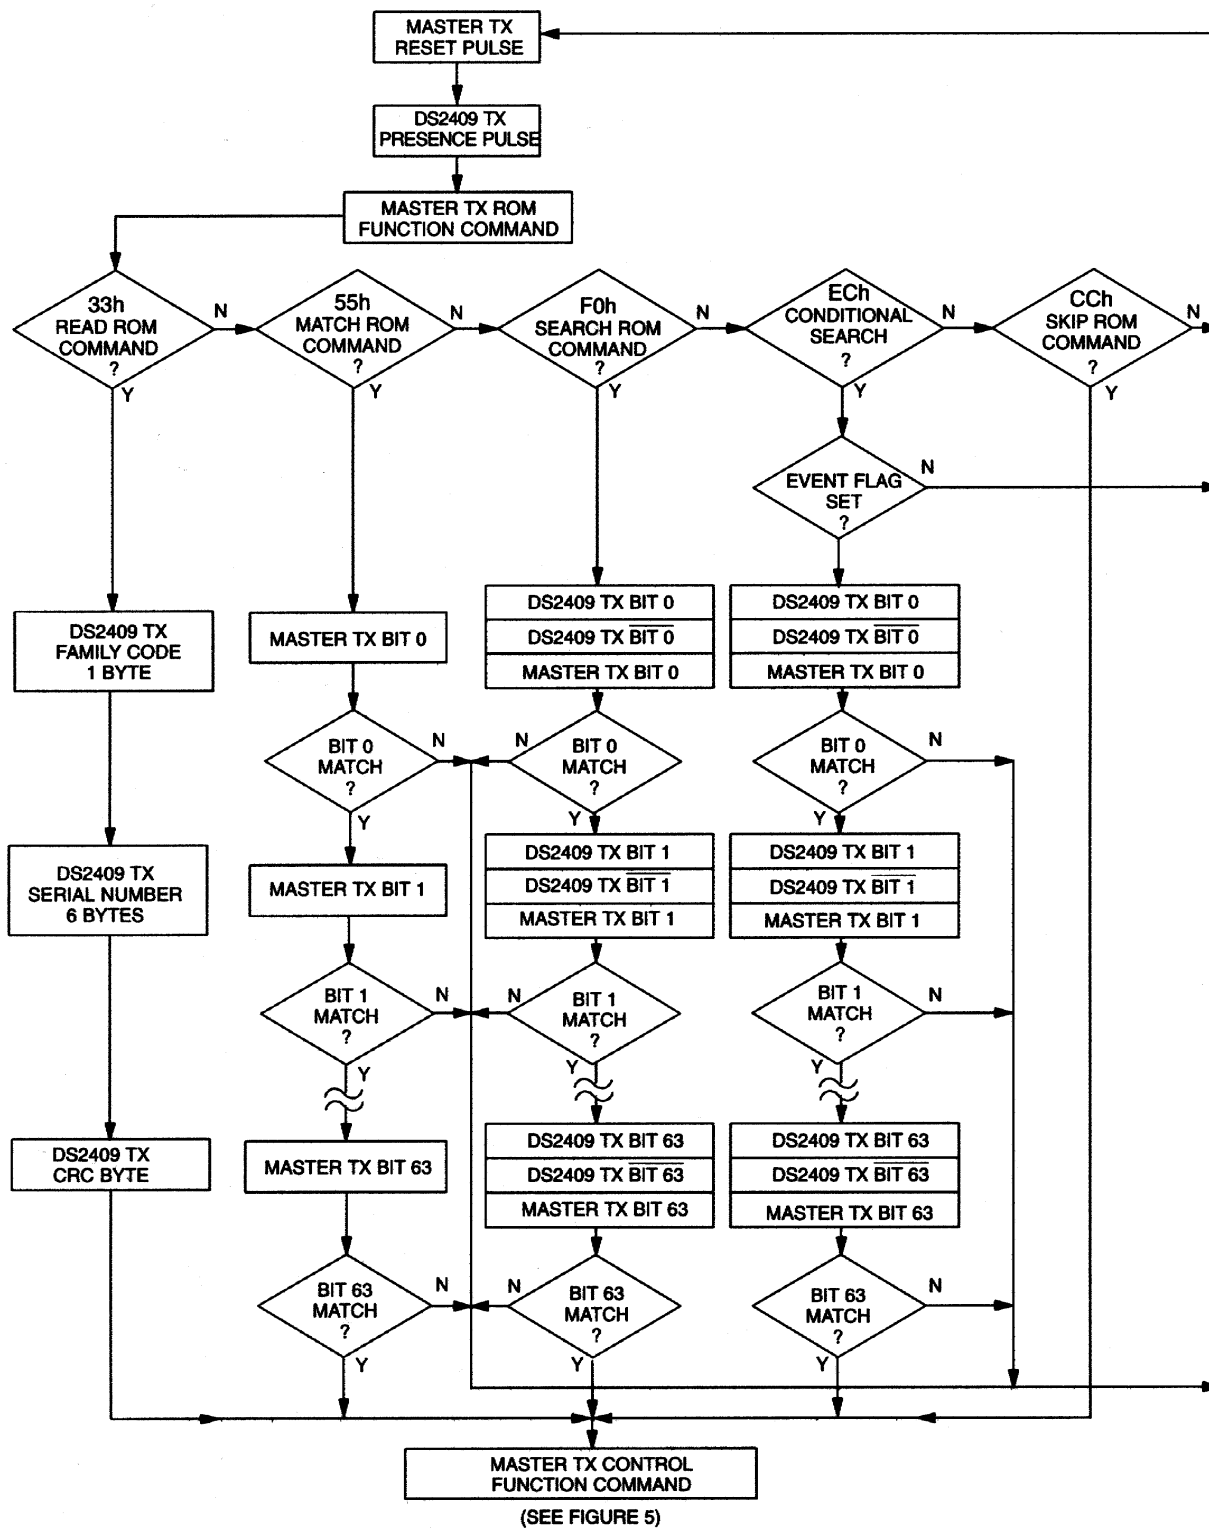 MASTER TX
RESET PULSE
DS2409 TX
PRESENCE PULSE
MASTER TX ROM
FUNCTION COMMAND
33h
READ ROM
COMMAND
?
N
Y
55h
MATCH ROM
COMMAND
?
N
Y
F0h
SEARCH ROM
COMMAND
?
N
Y
ECh
CONDITIONAL
SEARCH
?
N
Y
CCh
SKIP ROM
COMMAND
?
N
Y
EVENT FLAG
SET
?
N
DS2409 TX
FAMILY CODE
1 BYTE
DS2409 TX
SERIAL NUMBER
6 BYTES
DS2409 TX
CRC BYTE
MASTER TX BIT 0
BIT 0
MATCH
?
N
Y
MASTER TX BIT 1
BIT 1
MATCH
?
N
Y
MASTER TX BIT 63
BIT 63
MATCH
?
N
Y
DS2409 TX BIT 0
DS2409 TX BIT 0
MASTER TX BIT 0
BIT 0
MATCH
?
N
Y
DS2409 TX BIT 1
DS2409 TX BIT 1
MASTER TX BIT 1
BIT 1
MATCH
?
N
Y
DS2409 TX BIT 63
DS2409 TX BIT 63
MASTER TX BIT 63
BIT 63
MATCH
?
N
Y
DS2409 TX BIT 0
DS2409 TX BIT 0
MASTER TX BIT 0
BIT 0
MATCH
?
N
Y
DS2409 TX BIT 1
DS2409 TX BIT 1
MASTER TX BIT 1
BIT 1
MATCH
?
N
Y
DS2409 TX BIT 63
DS2409 TX BIT 63
MASTER TX BIT 63
BIT 63
MATCH
?
N
Y
MASTER TX CONTROL
FUNCTION COMMAND
(SEE FIGURE 5)